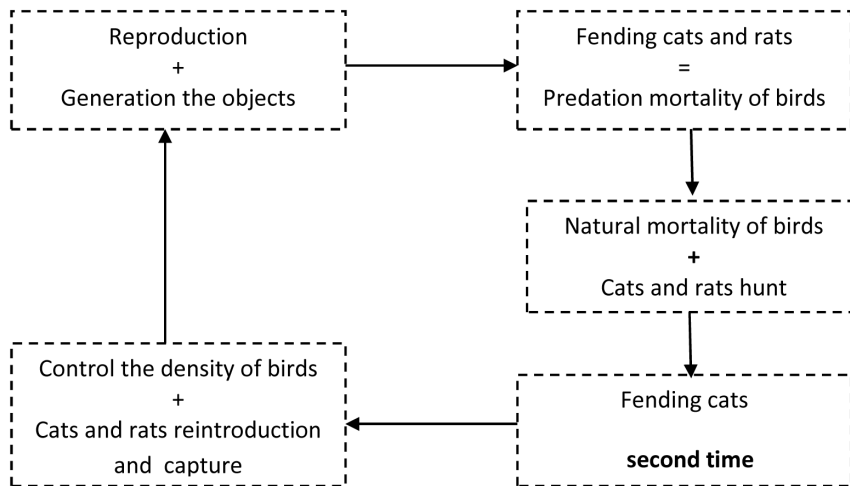 Reproduction
+
Generation the objects
Fending cats and rats
=
Predation mortality of birds
Natural mortality of birds
+
Cats and rats hunt
Fending cats
second time
Control the density of birds
+
Cats and rats reintroduction
and capture